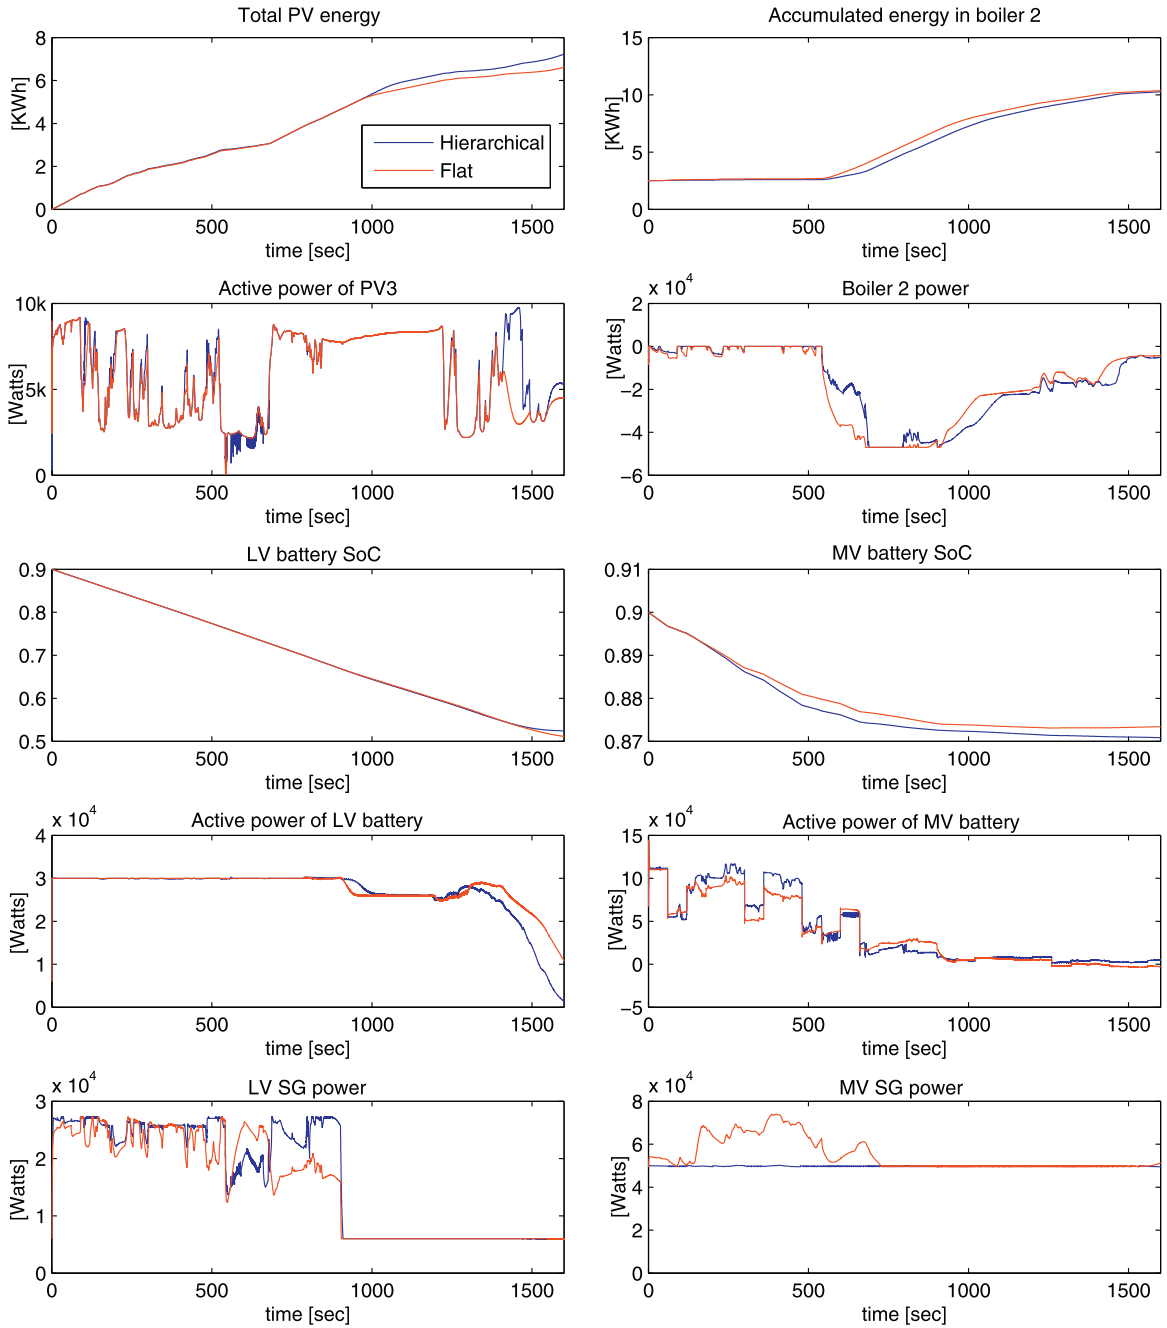 Total PV energy
8
6
4
2
0
[KWh]
Hierarchical
Flat
0 500 1000 1500
time [sec]
Accumulated energy in boiler 2
15
10
5
0
[KWh]
0 500 1000 1500
time [sec]
Active power of PV3
10k
5k
0
[Watts]
0 500 1000 1500
time [sec]
x 10^4
Boiler 2 power
2
0
−2
−4
−6
[Watts]
0 500 1000 1500
time [sec]
LV battery SoC
0.9
0.8
0.7
0.6
0.5
0 500 1000 1500
time [sec]
MV battery SoC
0.91
0.9
0.89
0.88
0.87
0 500 1000 1500
time [sec]
x 10^4
Active power of LV battery
4
3
2
1
0
[Watts]
0 500 1000 1500
time [sec]
x 10^4
Active power of MV battery
15
10
5
0
−5
[Watts]
0 500 1000 1500
time [sec]
x 10^4
LV SG power
3
2
1
0
[Watts]
0 500 1000 1500
time [sec]
x 10^4
MV SG power
8
6
4
2
0
[Watts]
0 500 1000 1500
time [sec]